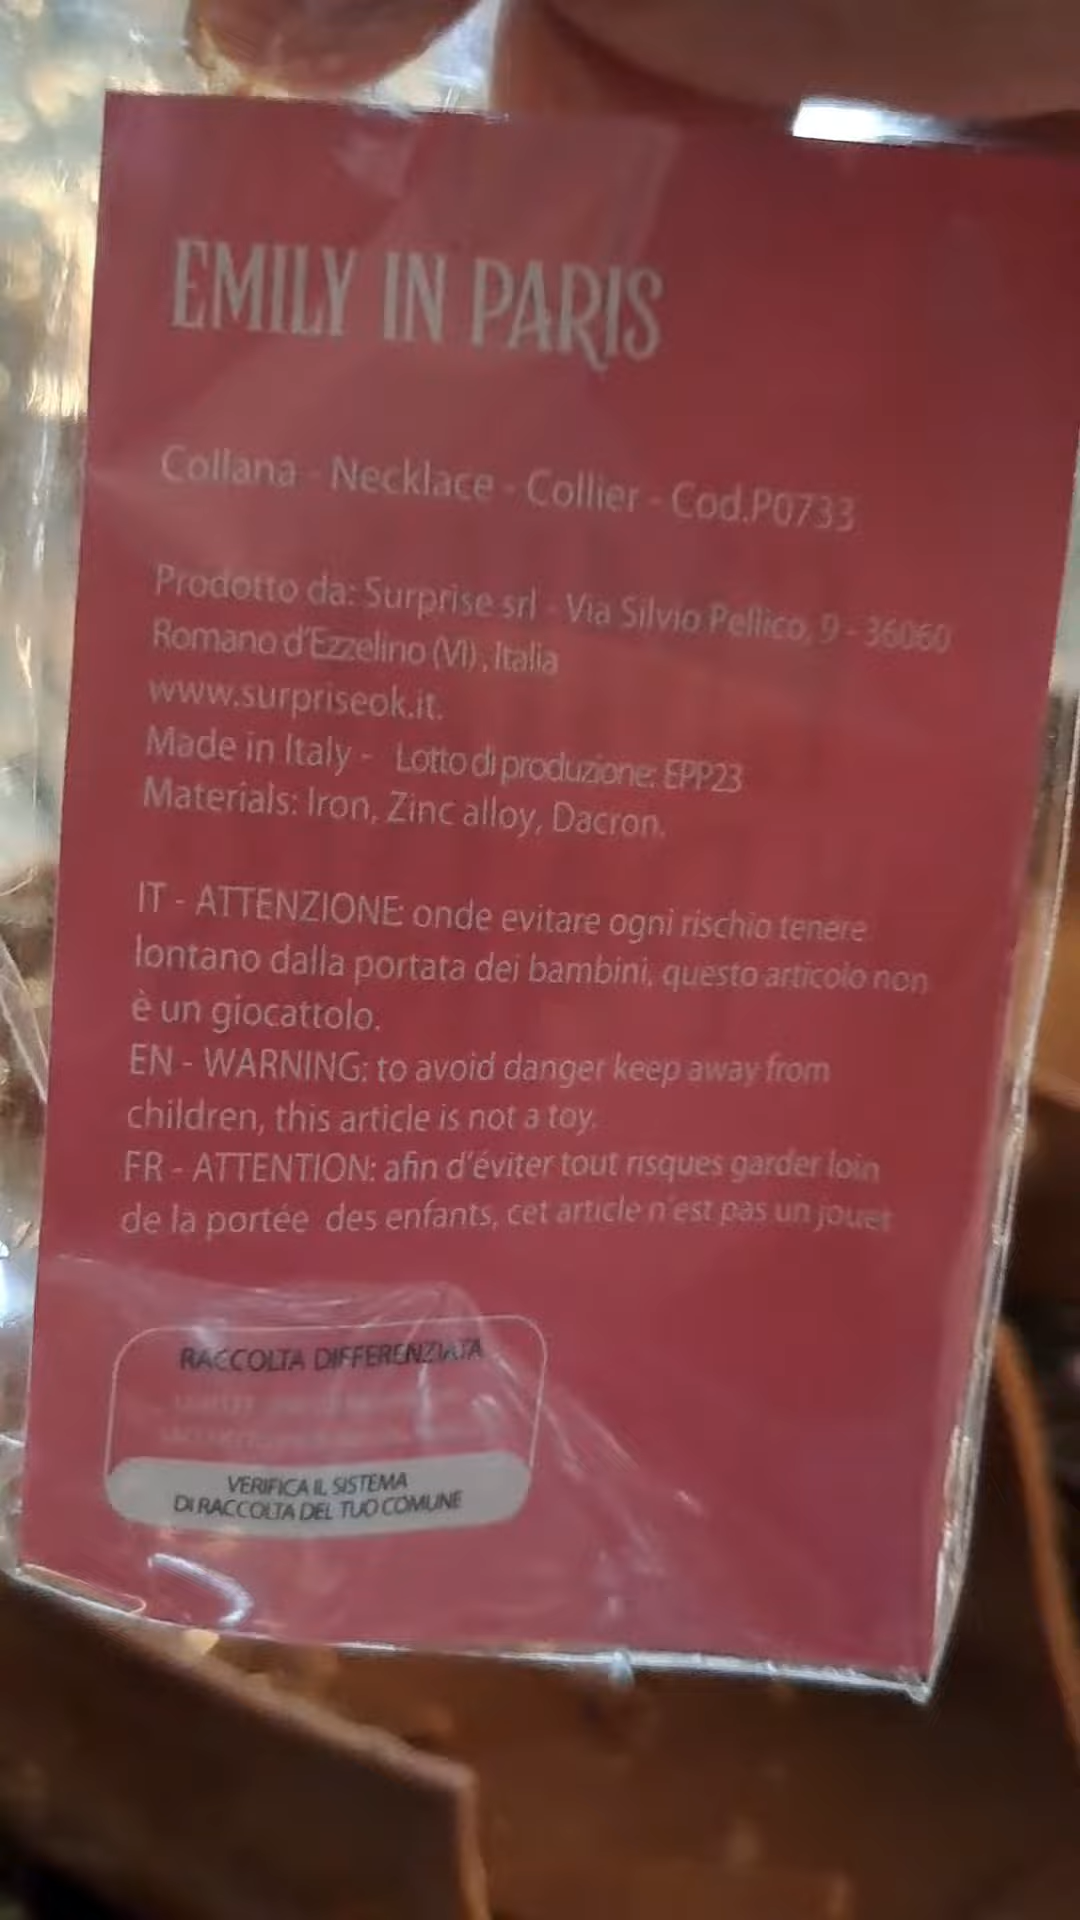 EMILY IN PARIS
Collana - Necklace - Collier - Cod.P0733
Prodotto da: Surprise srl - Via Silvio Pellico, 9 - 36060
Romano d'Ezzelino (VI), Italia
www.surpriseok.it.
Made in Italy - Lotto di produzione: EPP23
Materials: Iron, Zinc alloy, Dacron.
IT - ATTENZIONE: onde evitare ogni rischio tenere
lontano dalla portata dei bambini, questo articolo non
è un giocattolo.
EN - WARNING: to avoid danger keep away from
children, this article is not a toy.
FR - ATTENTION: afin d'éviter tout risques garder loin
de la portée des enfants, cet article n'est pas un jouet
RACCOLTA DIFFERENZIATA
VERIFICA IL SISTEMA
DI RACCOLTA DEL TUO COMUNE